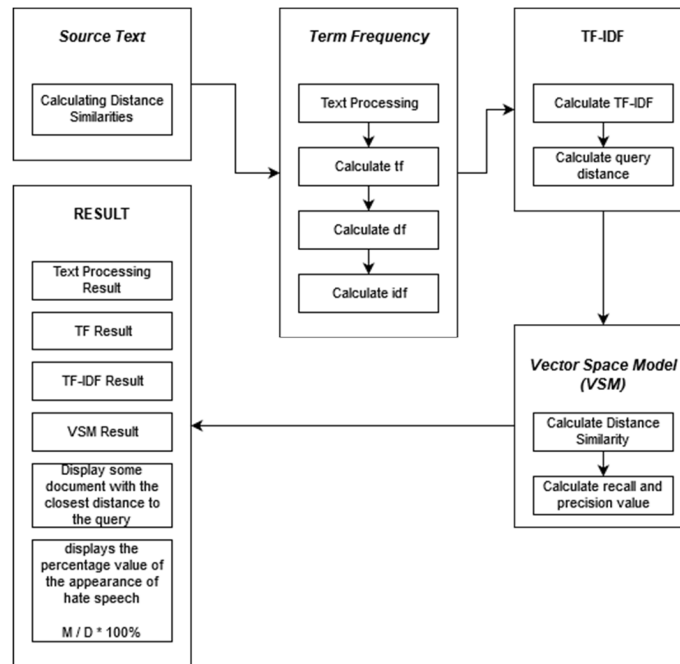 Source Text
Calculating Distance
Similarities
Term Frequency
Text Processing
Calculate tf
Calculate df
Calculate idf
TF-IDF
Calculate TF-IDF
Calculate query
distance
Vector Space Model
(VSM)
Calculate Distance
Similarity
Calculate recall and
precision value
RESULT
Text Processing
Result
TF Result
TF-IDF Result
VSM Result
Display some
document with the
closest distance to
the query
displays the
percentage value of
the appearance of
hate speech
M / D * 100%